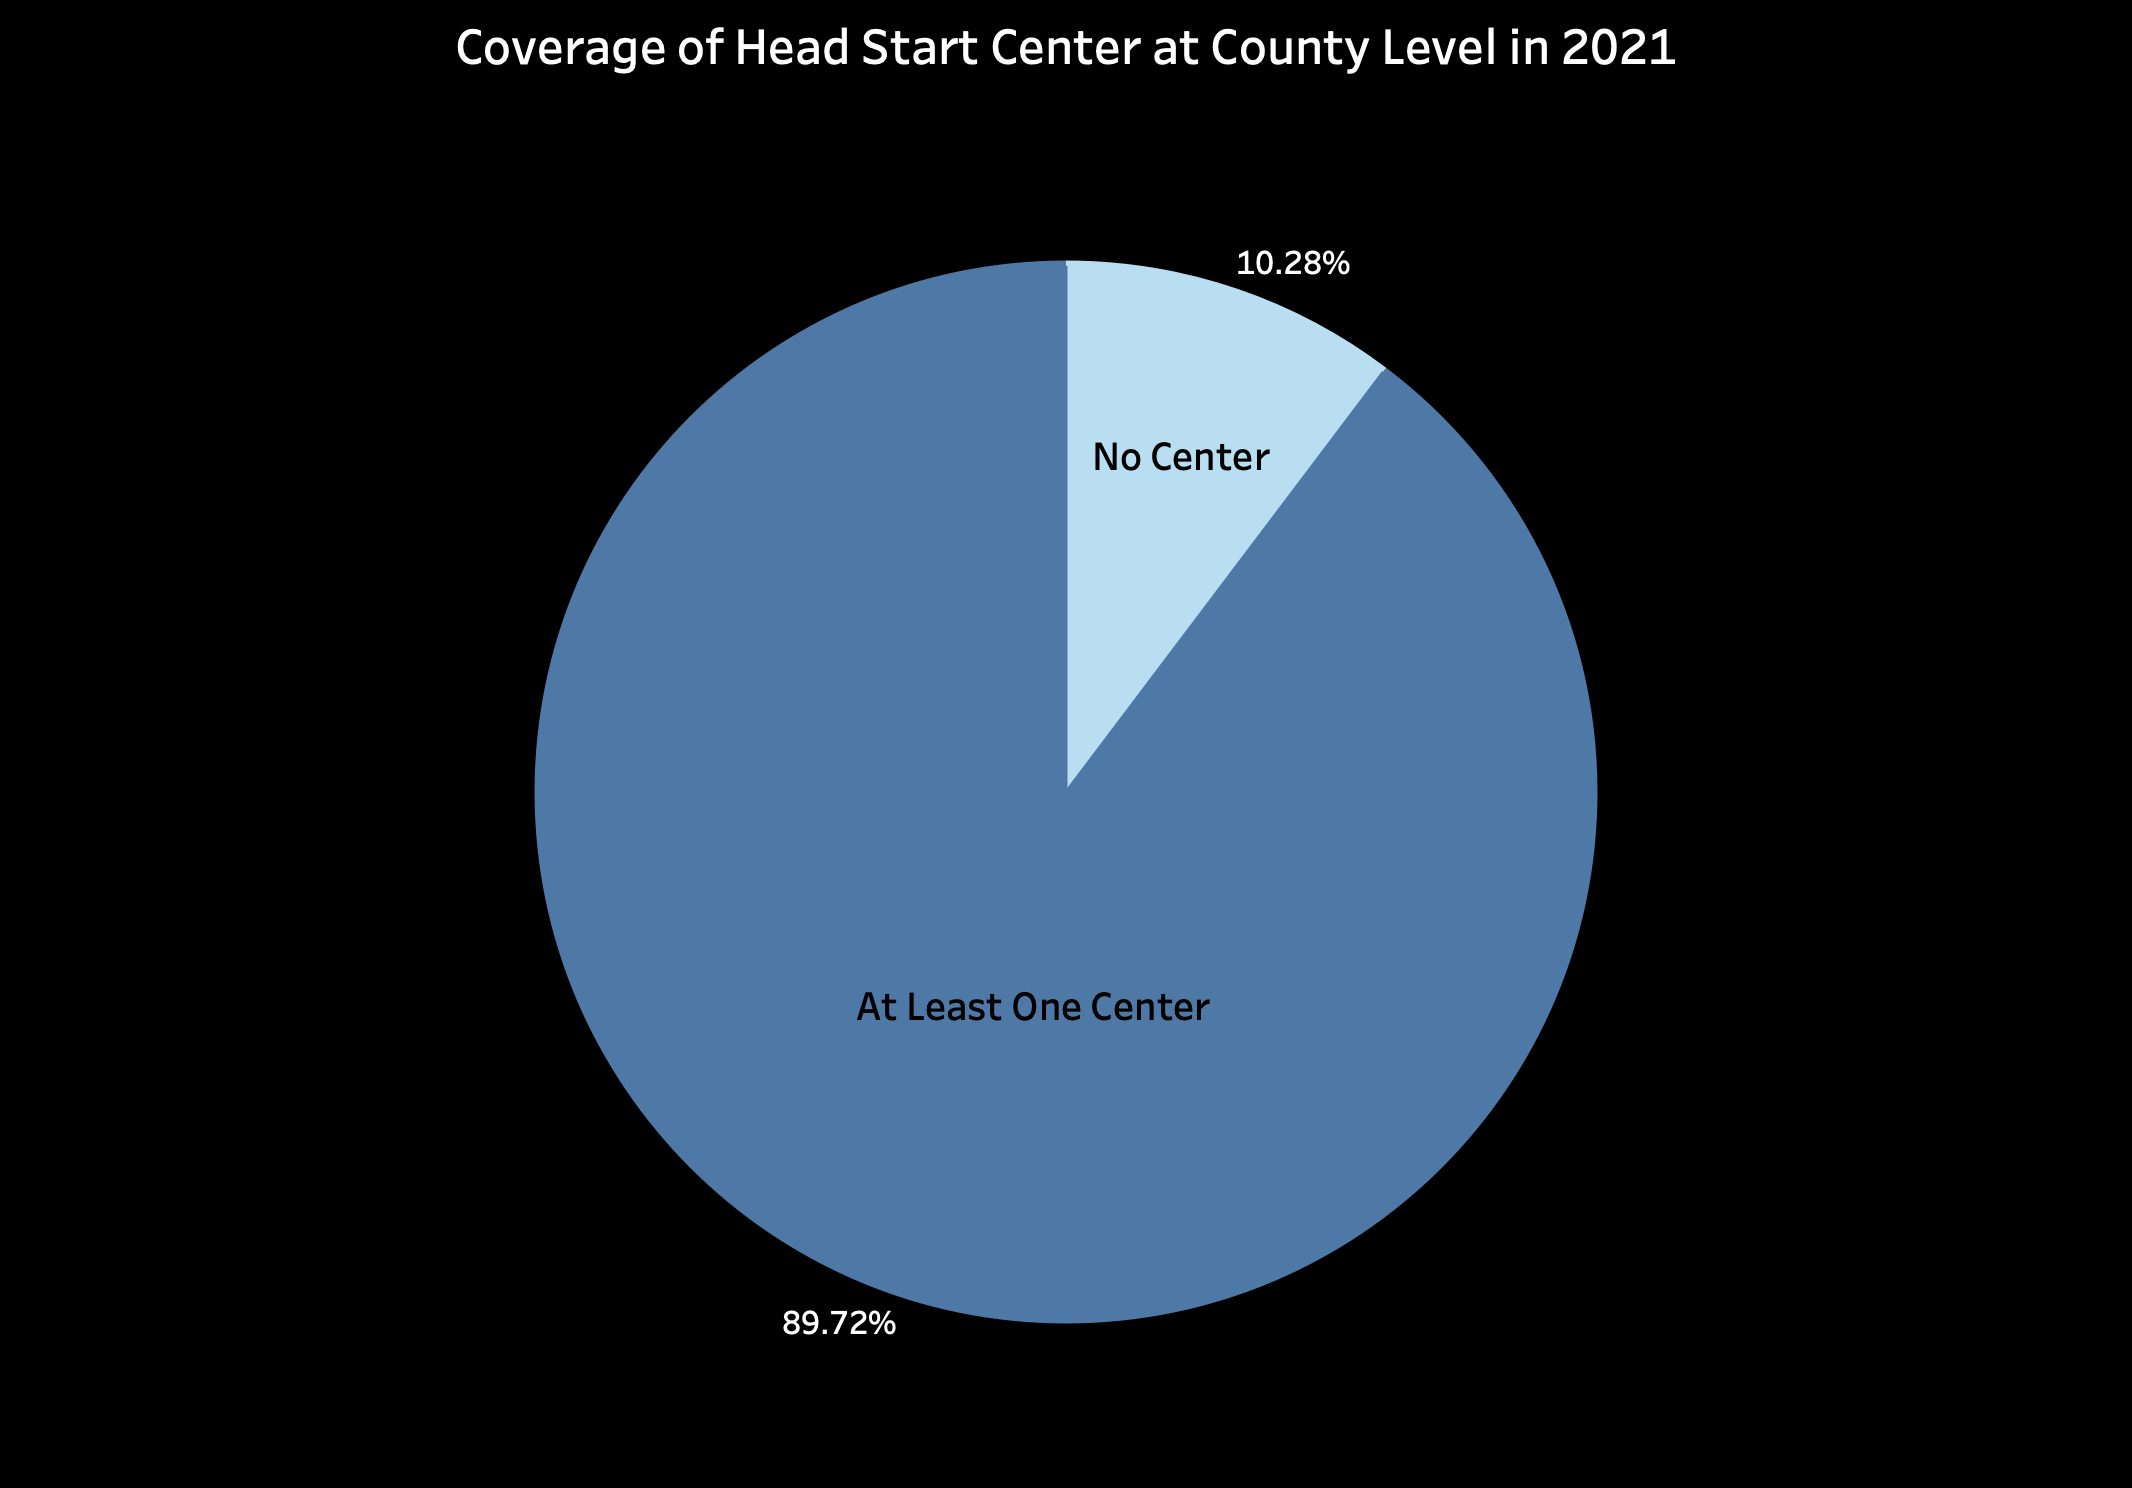 Coverage of Head Start Center at County Level in 2021
10.28%
No Center
At Least One Center
89.72%